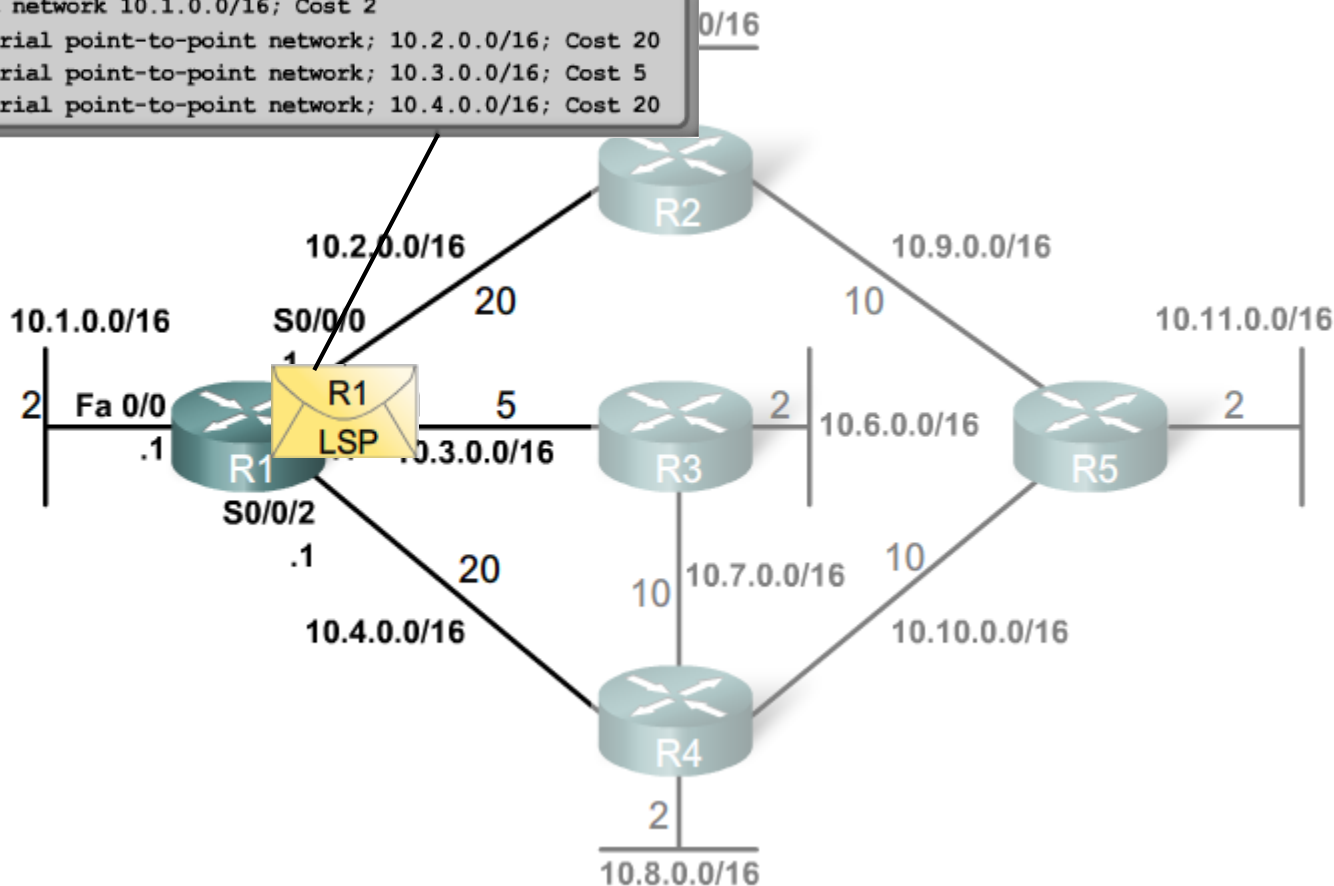 network 10.1.0.0/16; Cost 2
rial point-to-point network; 10.2.0.0/16; Cost 20
rial point-to-point network; 10.3.0.0/16; Cost 5
rial point-to-point network; 10.4.0.0/16; Cost 20
0/16
R2
10.2.0.0/16
10.9.0.0/16
20
10
10.1.0.0/16
S0/0/0
10.11.0.0/16
.1
2
Fa 0/0
R1
LSP
5
2
10.6.0.0/16
2
.1
R1
0.3.0.0/16
R3
R5
S0/0/2
.1
20
10
10.7.0.0/16
10
10.4.0.0/16
10.10.0.0/16
R4
2
10.8.0.0/16